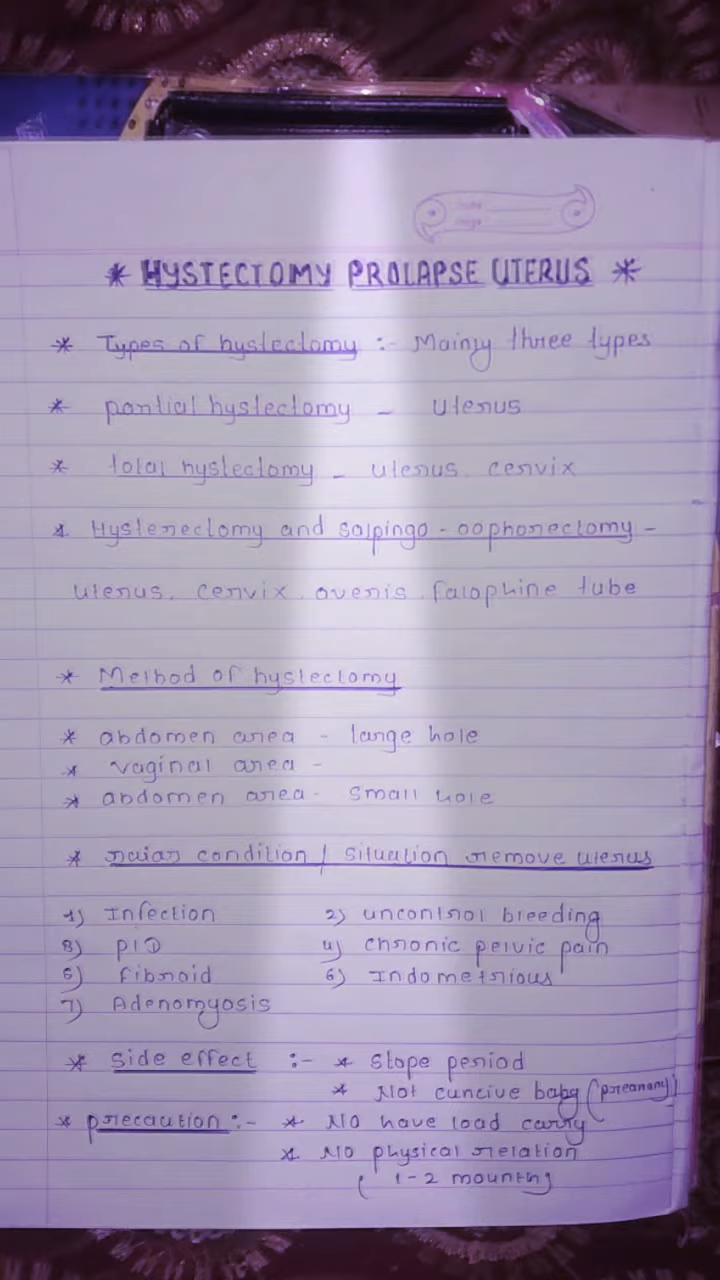 * HYSTECTOMY PROLAPSE UTERUS *
* Types of hystectomy :- Mainly three types
* partial hystectomy - uterus
* total hystectomy - uterus. cervix
* Hysterectomy and salpingo - oophorectomy -
uterus. cervix. overis. falophine tube
* Method of hystectomy
* abdomen area - large hole
* vaginal area -
* abdomen area - small hole
* condition / situation remove uterus
1) Infection 2) uncontrol breeding
3) PID 4) chronic pelvic pain
5) fibroid 6) Indometrious
7) Adenomyosis
* side effect :- * stope period
* Not cuncive baby (preanany)
* precaution :- * NO have load carry
* NO physical relation
( 1-2 mounth)